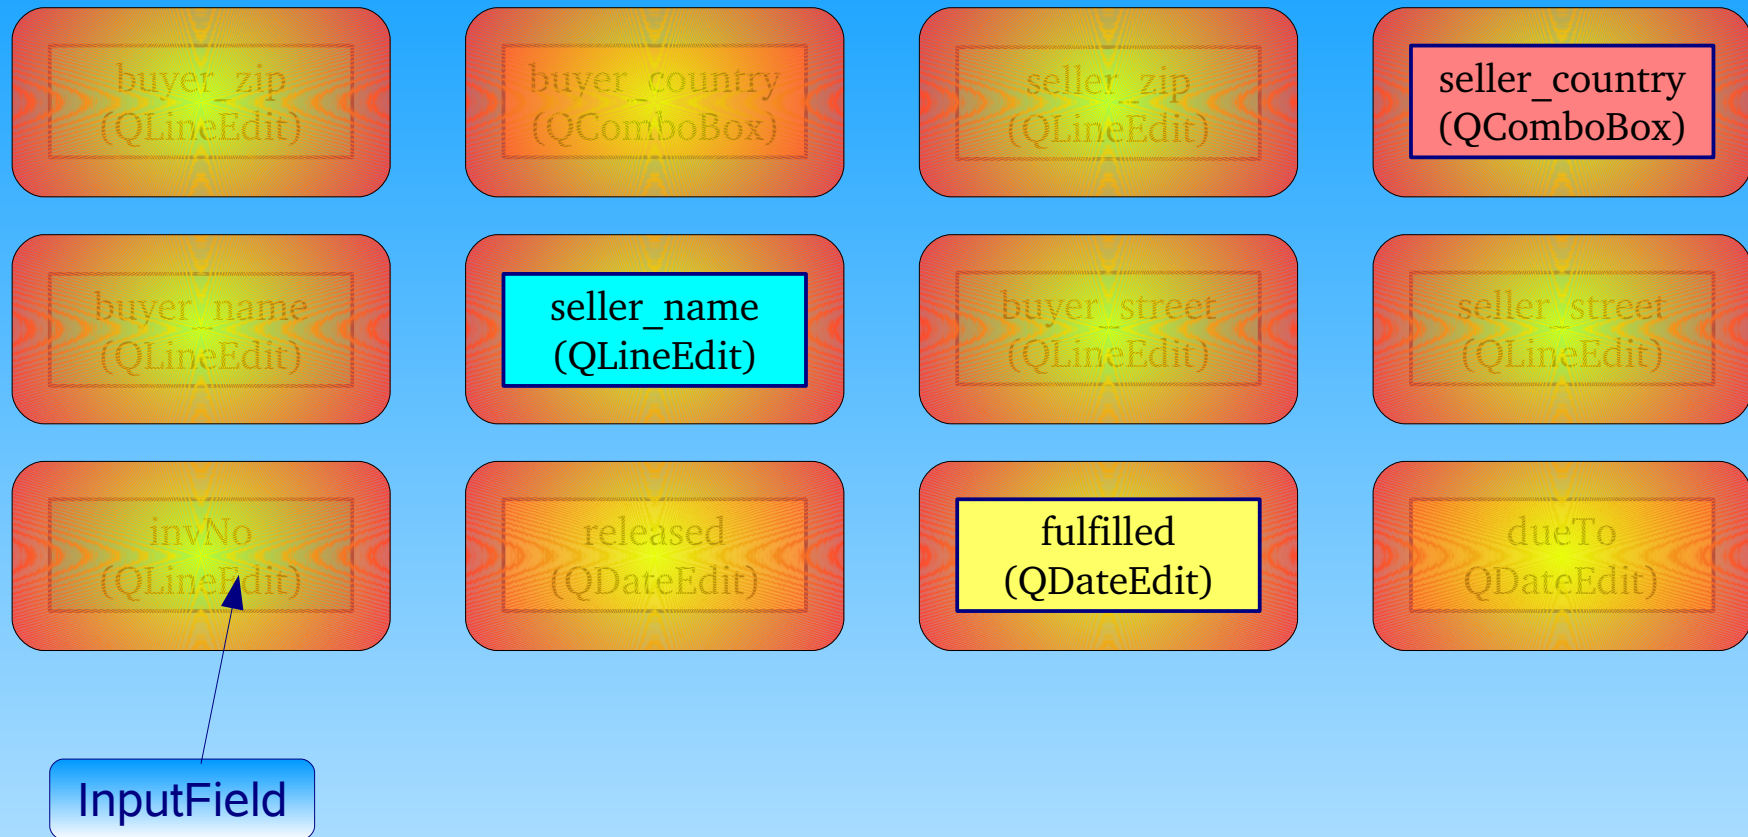 buyer_zip
(QLineEdit)
buyer_country
(QComboBox)
seller_zip
(QLineEdit)
seller_country
(QComboBox)
buyer_name
(QLineEdit)
seller_name
(QLineEdit)
buyer_street
(QLineEdit)
seller_street
(QLineEdit)
invNo
(QLineEdit)
released
(QDateEdit)
fulfilled
(QDateEdit)
dueTo
QDateEdit)
InputField